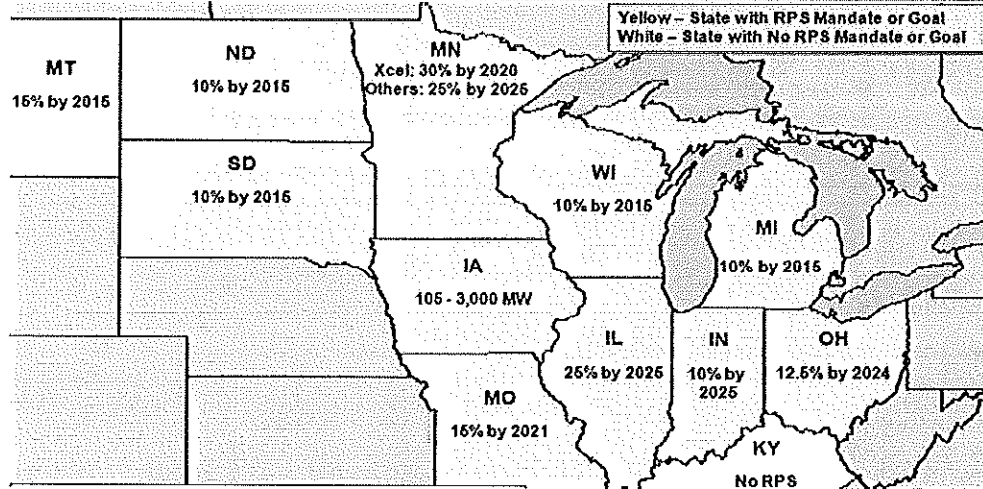 Yellow – State with RPS Mandate or Goal
White – State with No RPS Mandate or Goal
MT
15% by 2015
ND
10% by 2015
MN
Xcel: 30% by 2020
Others: 25% by 2025
SD
10% by 2015
WI
10% by 2015
MI
10% by 2015
IA
105 - 3,000 MW
IL
25% by 2025
IN
10% by
2025
OH
12.5% by 2024
MO
15% by 2021
KY
No RPS